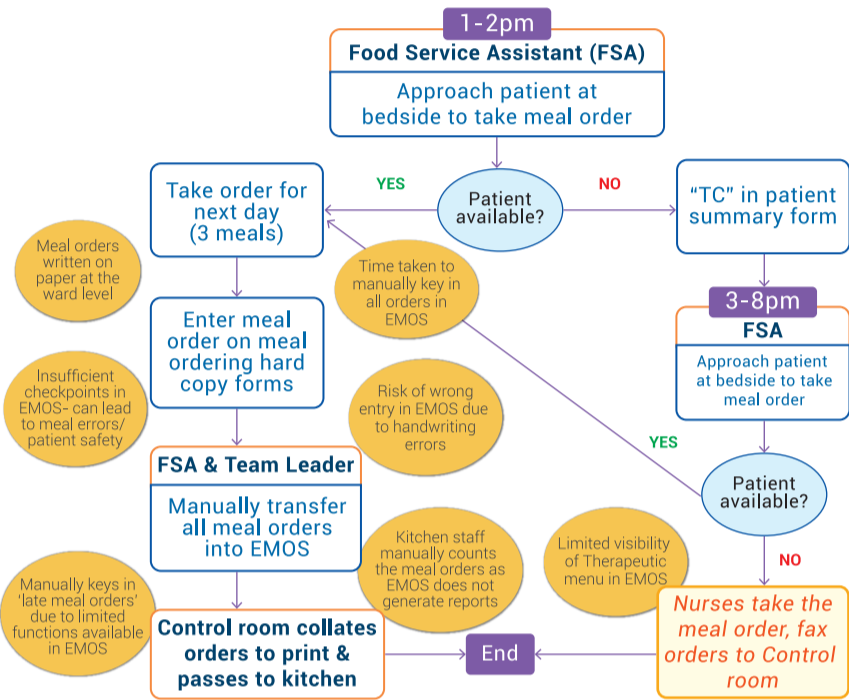 1-2pm
Food Service Assistant (FSA)
Approach patient at
bedside to take meal order
YES
Patient
available?
NO
Take order for
next day
(3 meals)
“TC” in patient
summary form
Meal orders
written on
paper at the
ward level
Time taken to
manually key in
all orders in
EMOS
3-8pm
FSA
Approach patient
at bedside to take
meal order
Enter meal
order on meal
ordering hard
copy forms
Insufficient
checkpoints in
EMOS- can lead
to meal errors/
patient safety
Risk of wrong
entry in EMOS due
to handwriting
errors
YES
Patient
available?
FSA & Team Leader
Manually transfer
all meal orders
into EMOS
Kitchen staff
manually counts
the meal orders as
EMOS does not
generate reports
Limited visibility
of Therapeutic
menu in EMOS
NO
Manually keys in
‘late meal orders’
due to limited
functions available
in EMOS
Control room collates
orders to print &
passes to kitchen
End
Nurses take the
meal order, fax
orders to Control
room